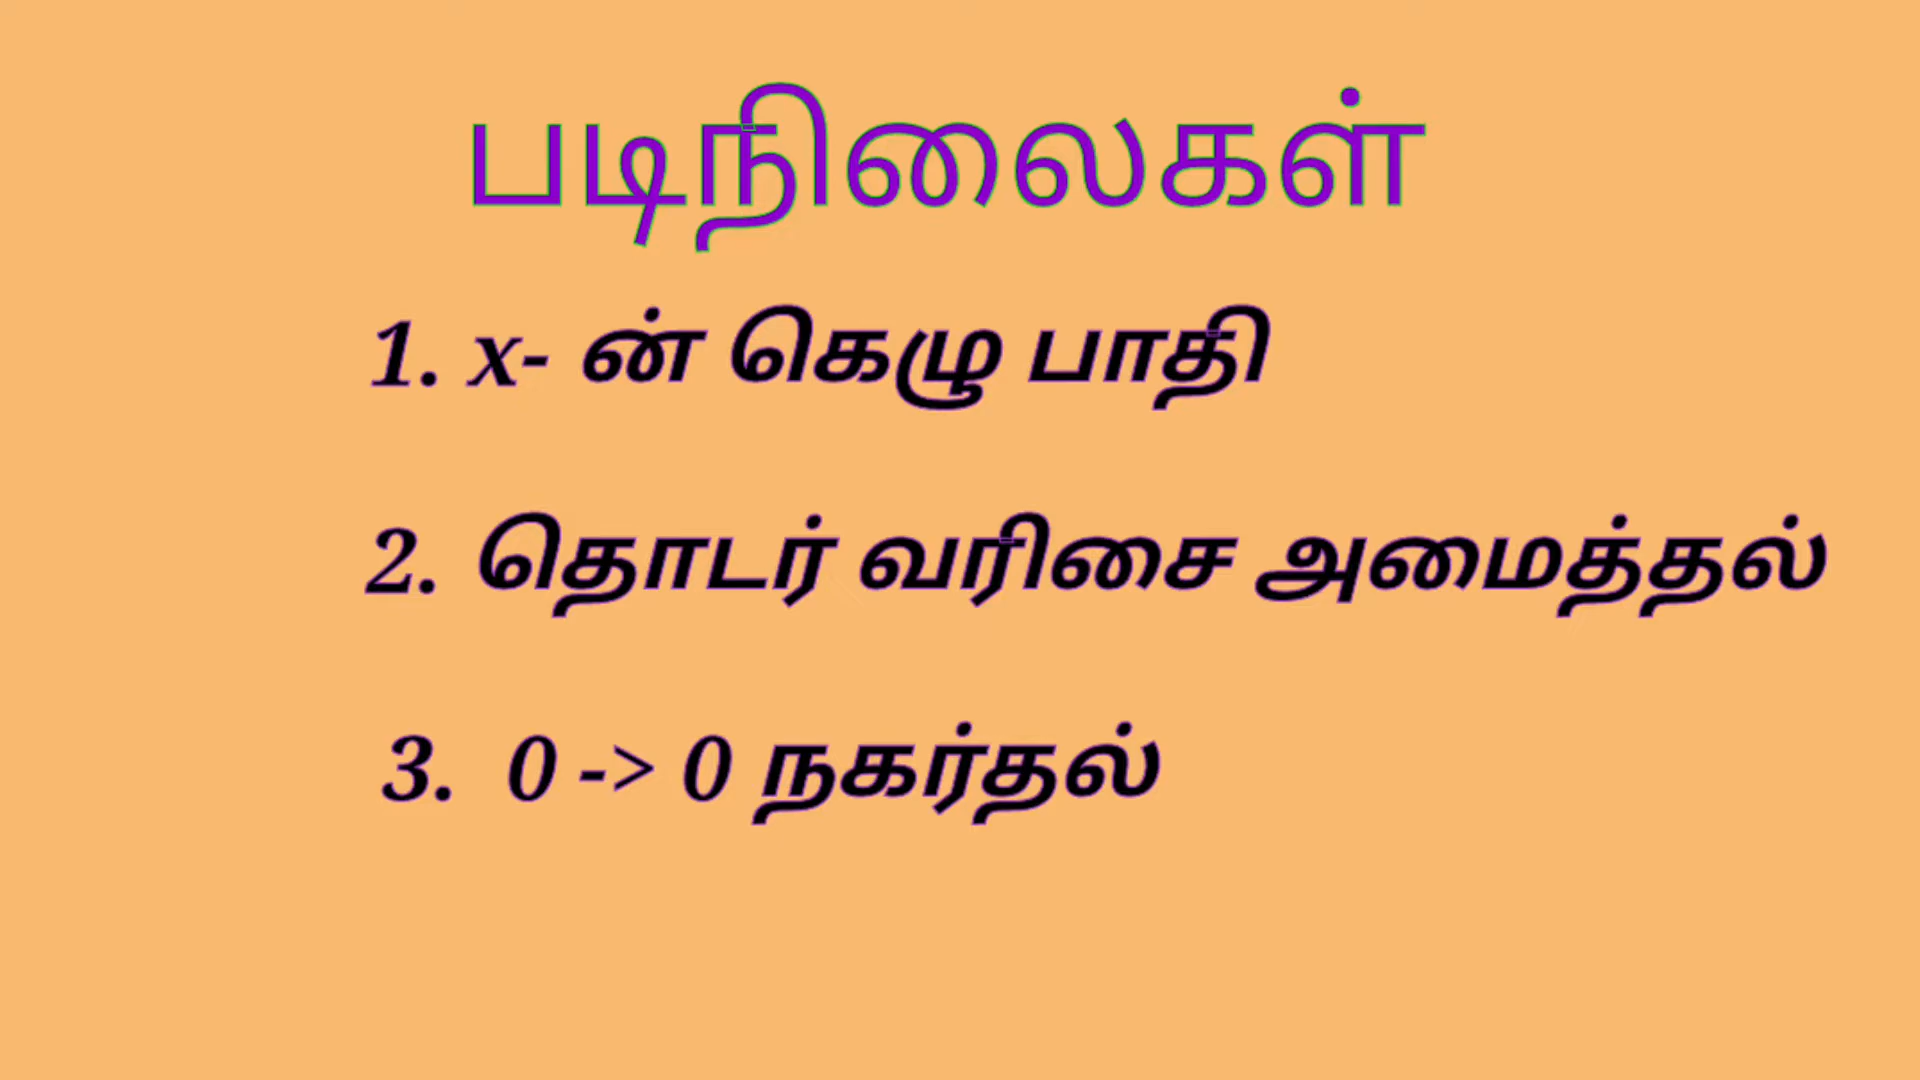 படிநிலைகள்
1. x- ன் கெழு பாதி
2. தொடர் வரிசை அமைத்தல்
3. 0 -> 0 நகர்தல்